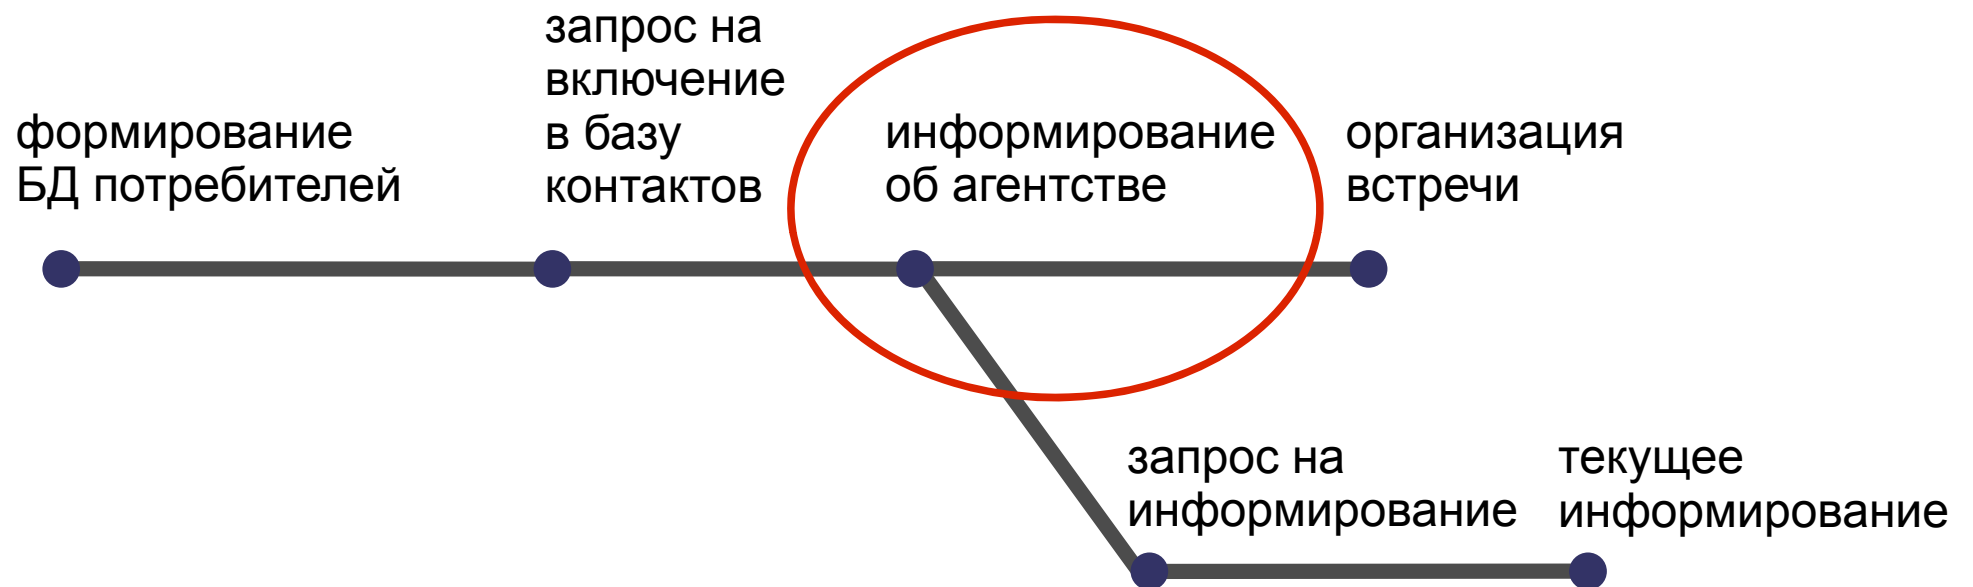 формирование
БД потребителей
запрос на
включение
в базу
контактов
информирование
об агентстве
организация
встречи
запрос на
информирование
текущее
информирование